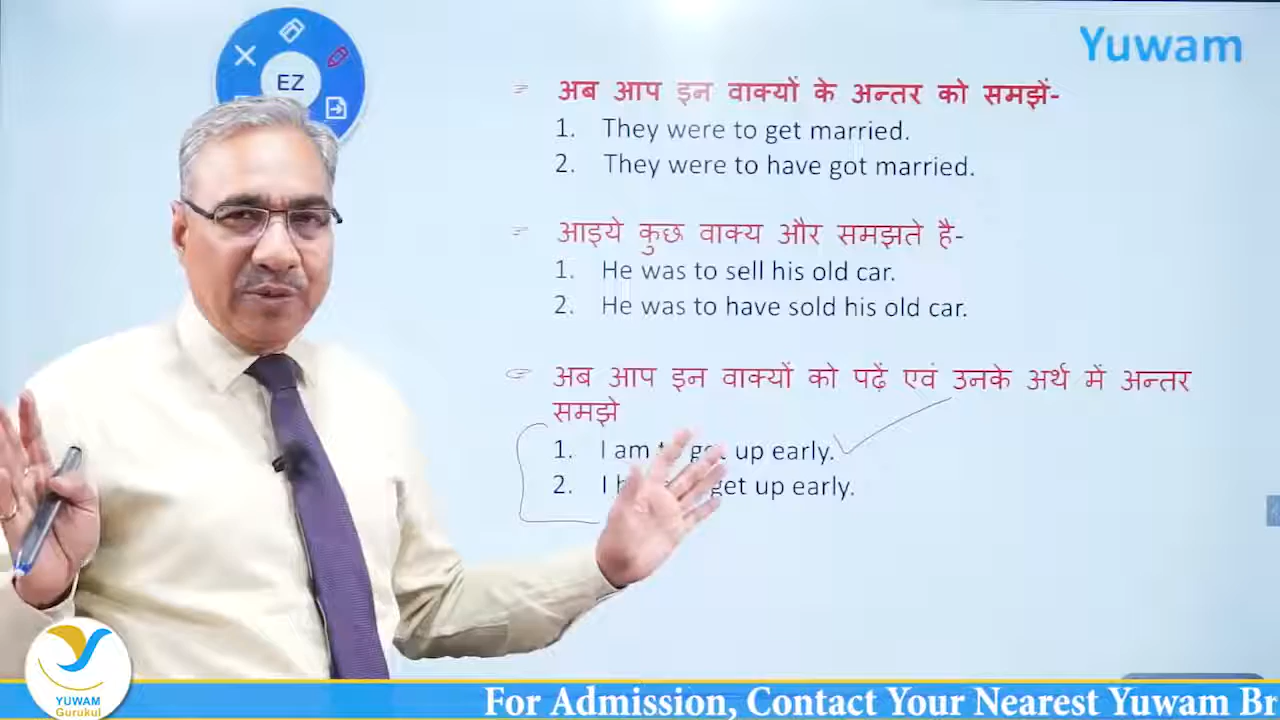 EZ
Yuwam
अब आप इन वाक्यों के अन्तर को समझें-
1. They were to get married.
2. They were to have got married.
आइये कुछ वाक्य और समझते है-
1. He was to sell his old car.
2. He was to have sold his old car.
अब आप इन वाक्यों को पढ़ें एवं उनके अर्थ में अन्तर
समझे
1. I am get up early.
2. I get up early.
YUWAM
Gurukul
For Admission, Contact Your Nearest Yuwam Br